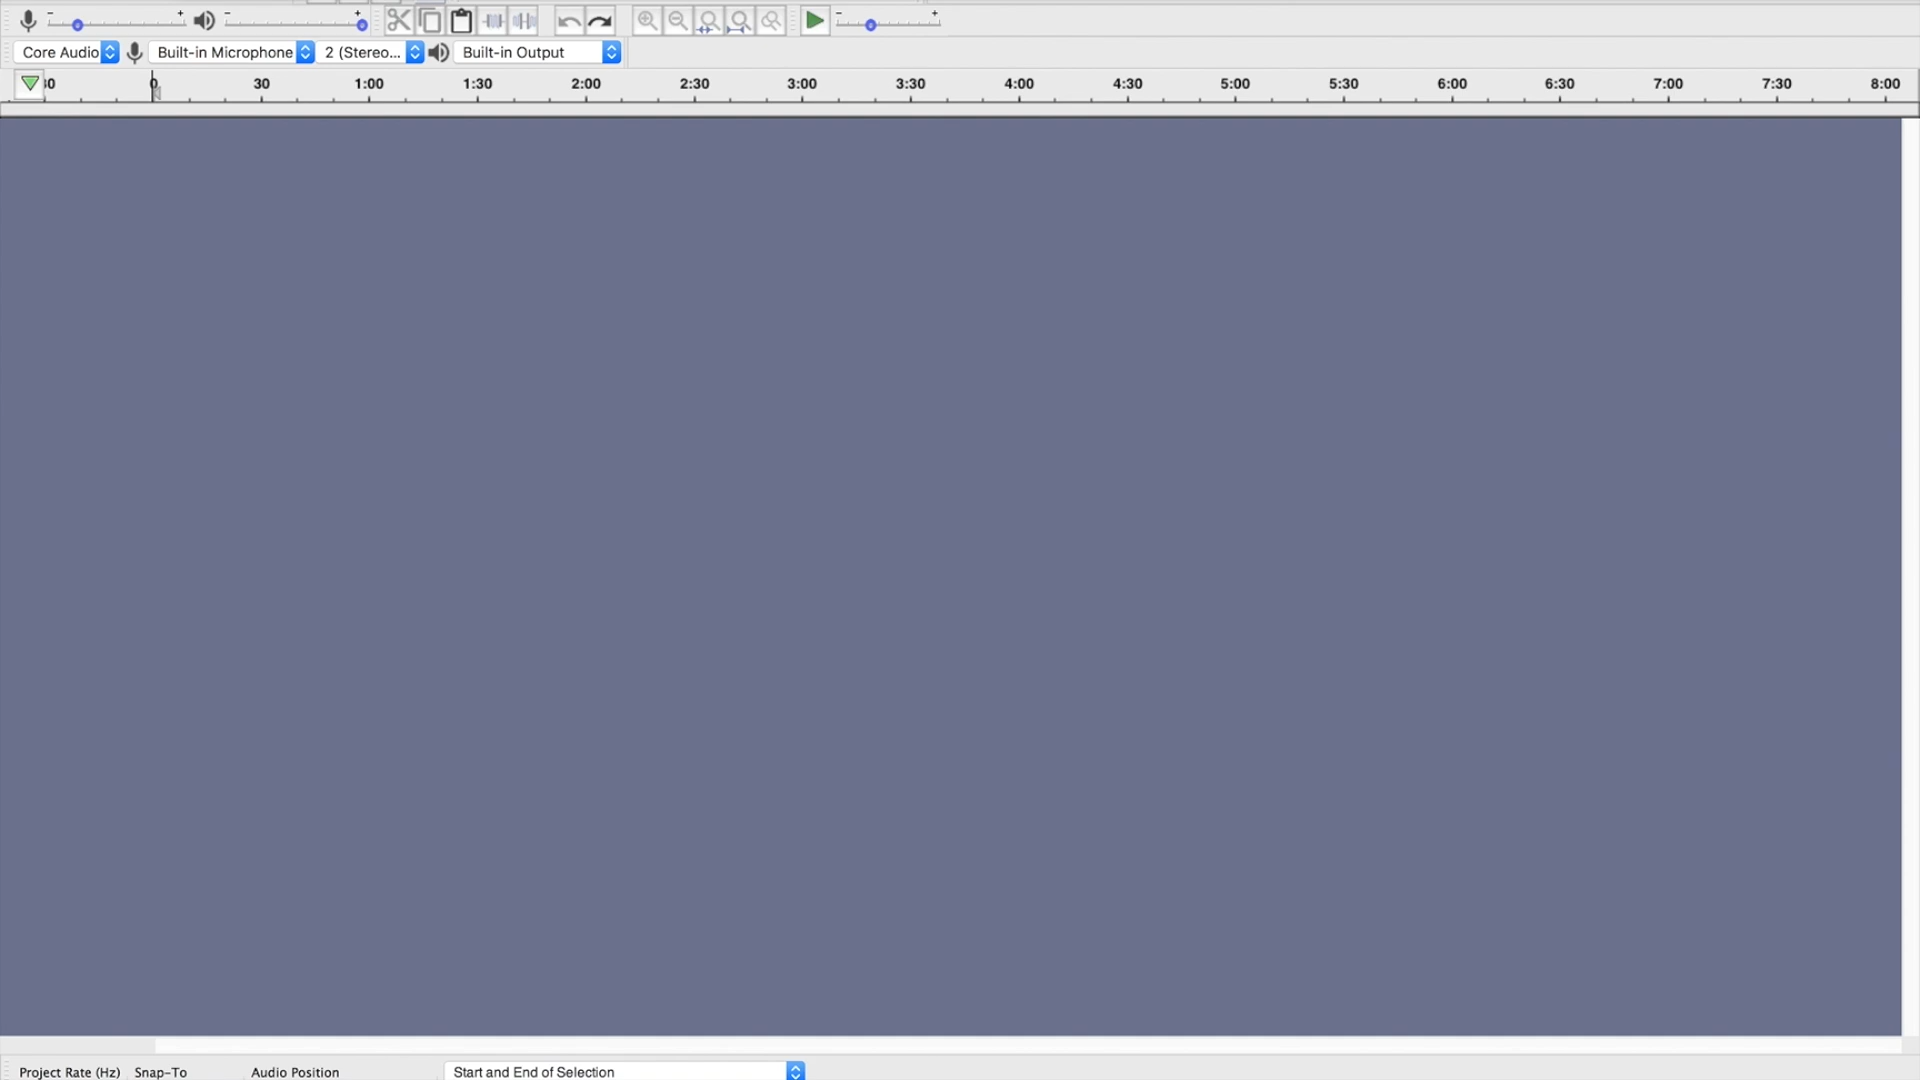 - + - + - +
Core Audio Built-in Microphone 2 (Stereo... Built-in Output
0 30 1:00 1:30 2:00 2:30 3:00 3:30 4:00 4:30 5:00 5:30 6:00 6:30 7:00 7:30 8:00
Project Rate (Hz) Snap-To Audio Position Start and End of Selection